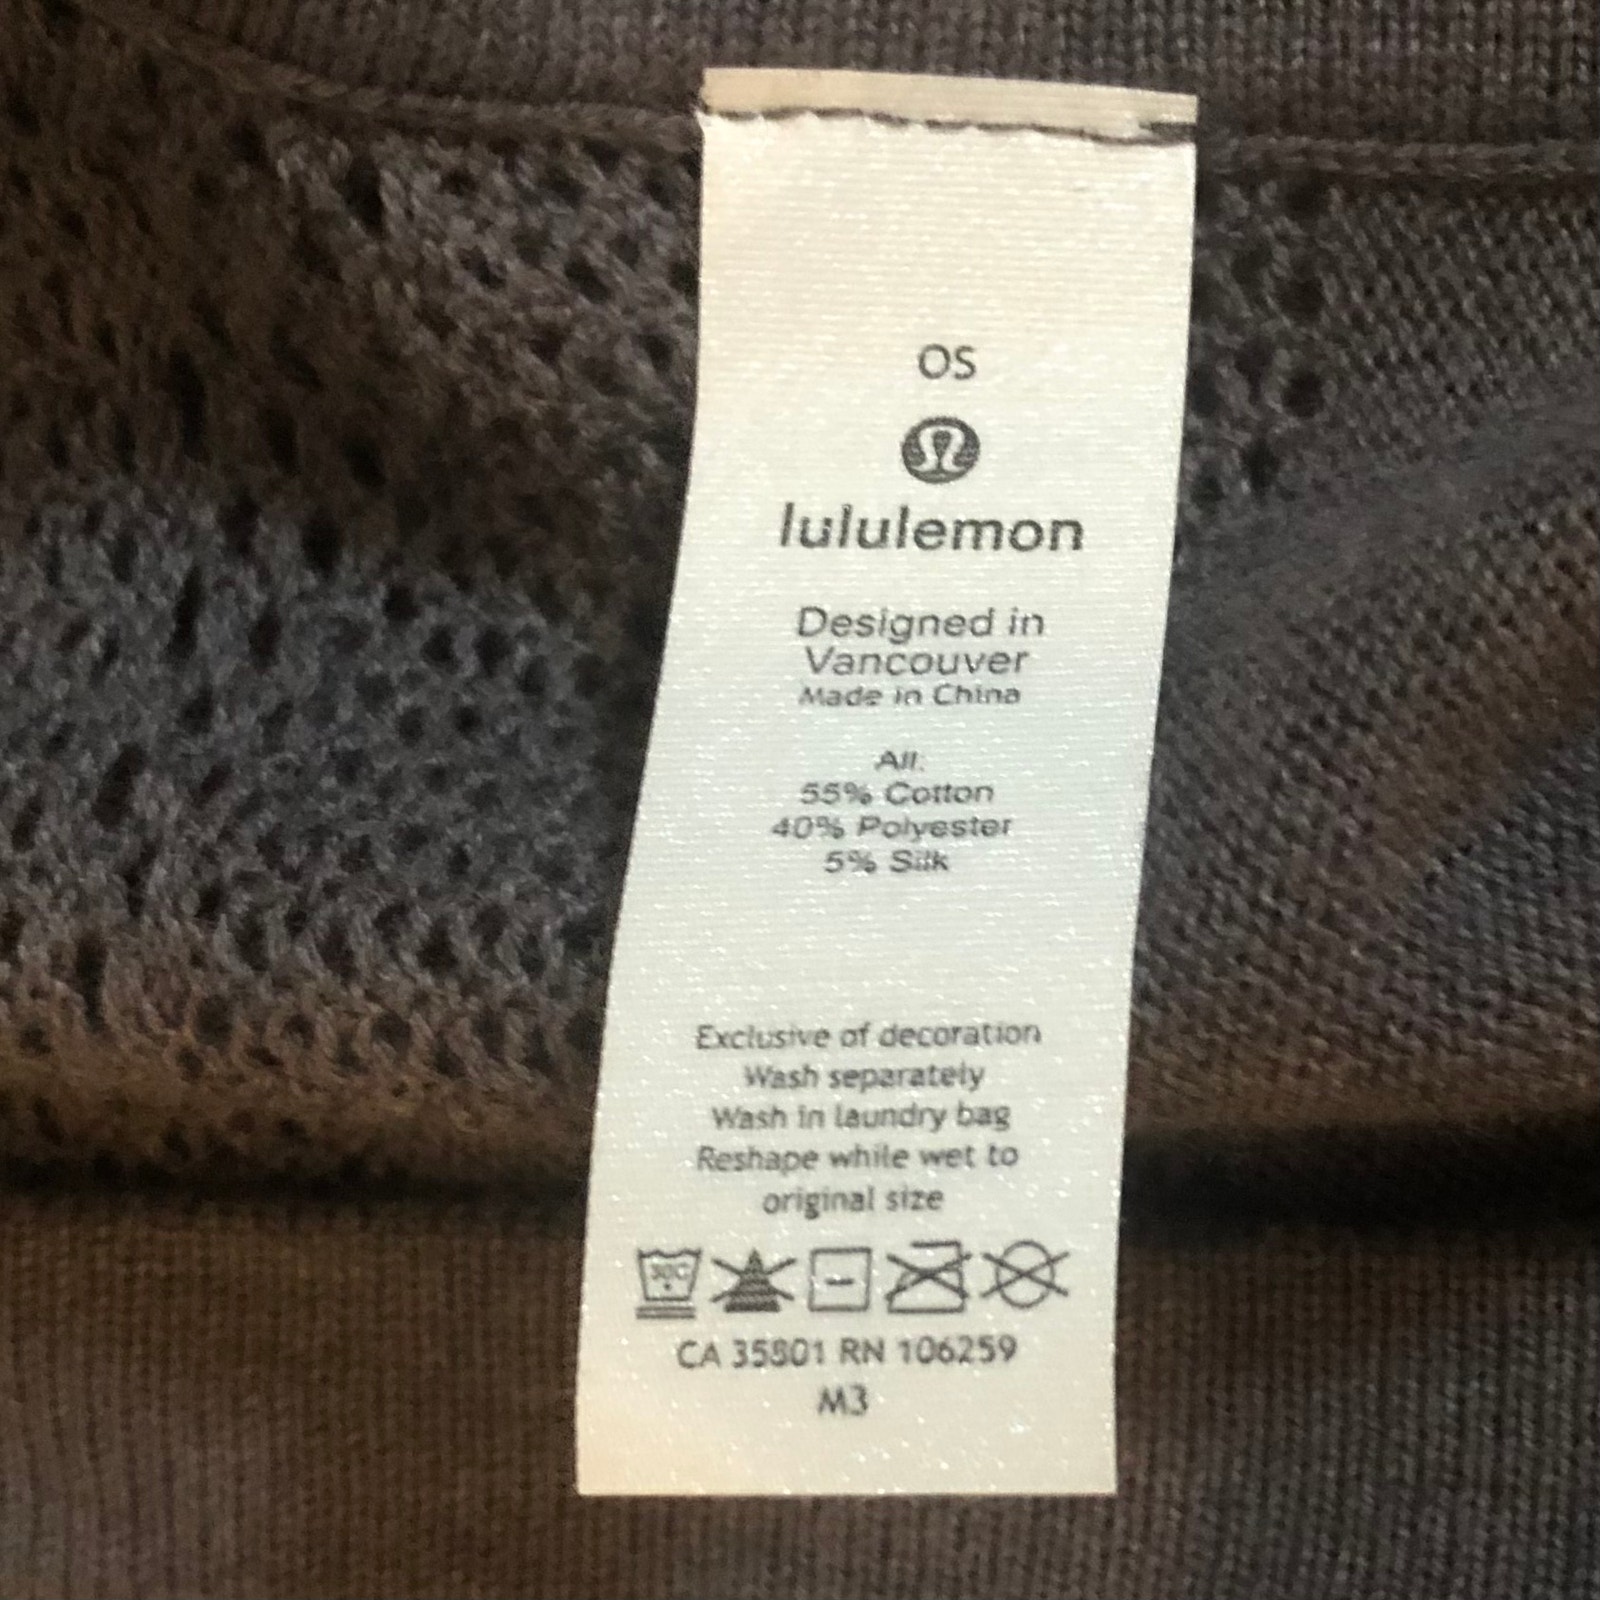 OS
lululemon
Designed in
Vancouver
Made in China
All:
55% Cotton
40% Polyester
5% Silk
Exclusive of decoration
Wash separately
Wash in laundry bag
Reshape while wet to
original size
30C
CA 35801 RN 106259
M3